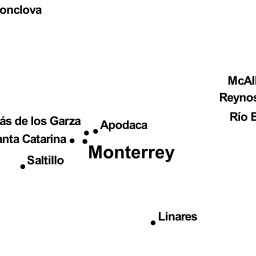 onclova
McAll
Reynos
Río B
ás de los Garza
Apodaca
anta Catarina
Monterrey
Saltillo
Linares